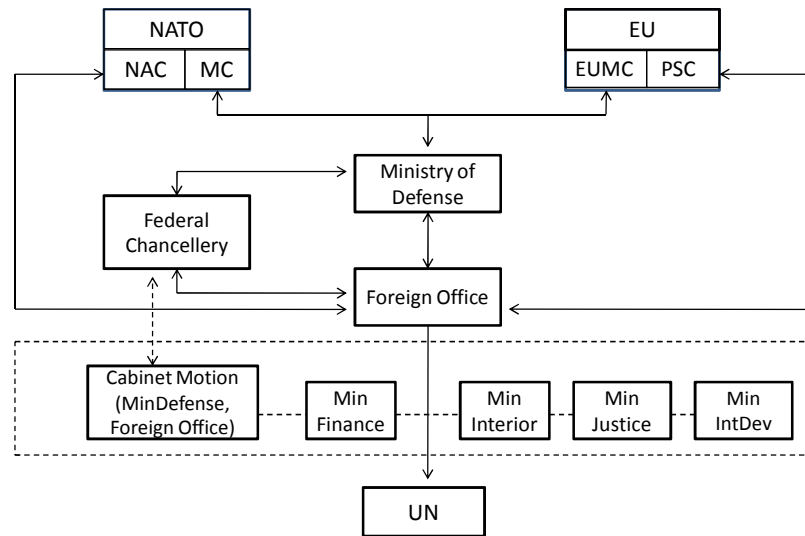 NATO
NAC
MC
EU
EUMC
PSC
Ministry of
Defense
Federal
Chancellery
Foreign Office
Cabinet Motion
(MinDefense,
Foreign Office)
Min
Finance
Min
Interior
Min
Justice
Min
IntDev
UN